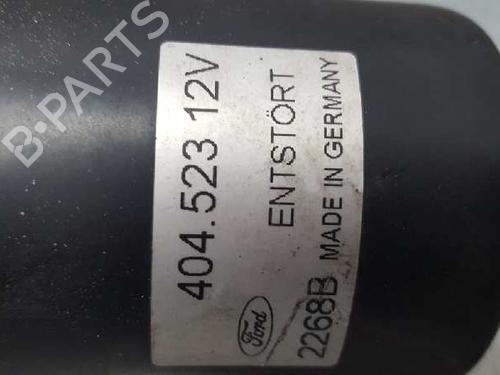 404.523 12V
ENTSTÖRT
Ford
2268B MADE IN GERMANY
B-PARTS